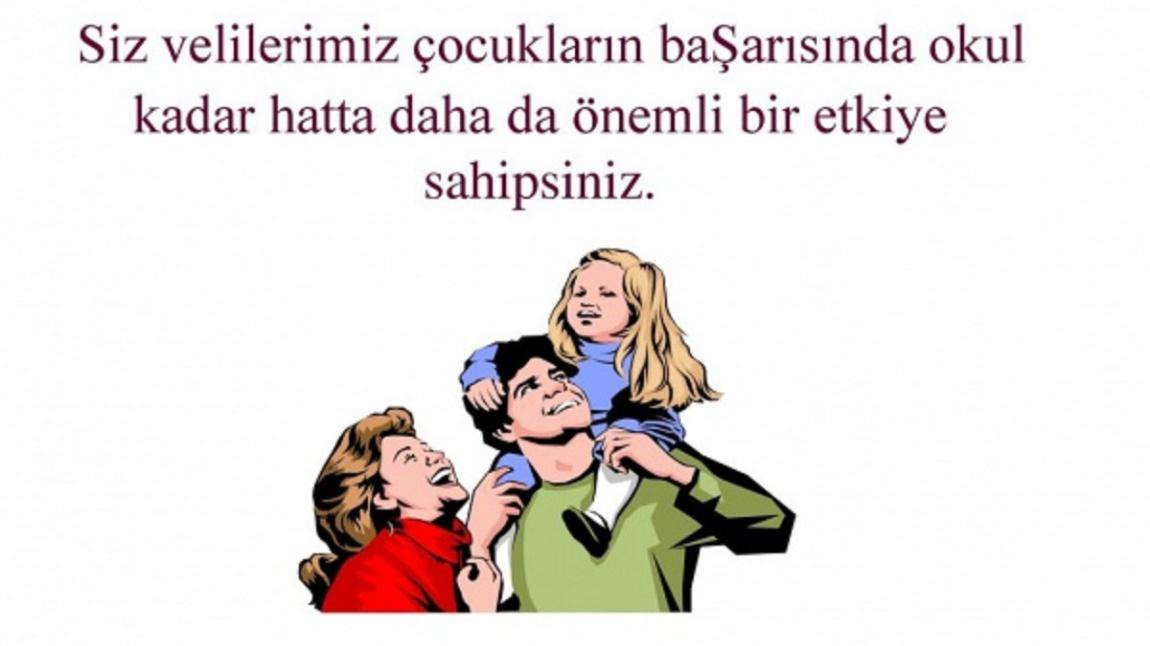 Siz velilerimiz çocukların baŞarısında okul
kadar hatta daha da önemli bir etkiye
sahipsiniz.